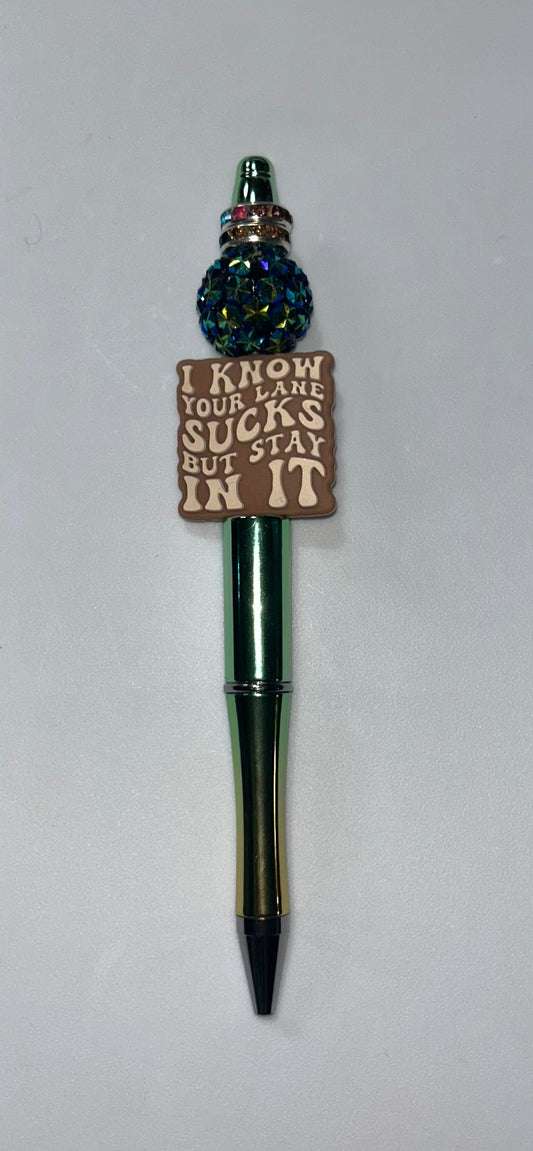 I KNOW
YOUR LANE
SUCKS
BUT STAY
IN IT